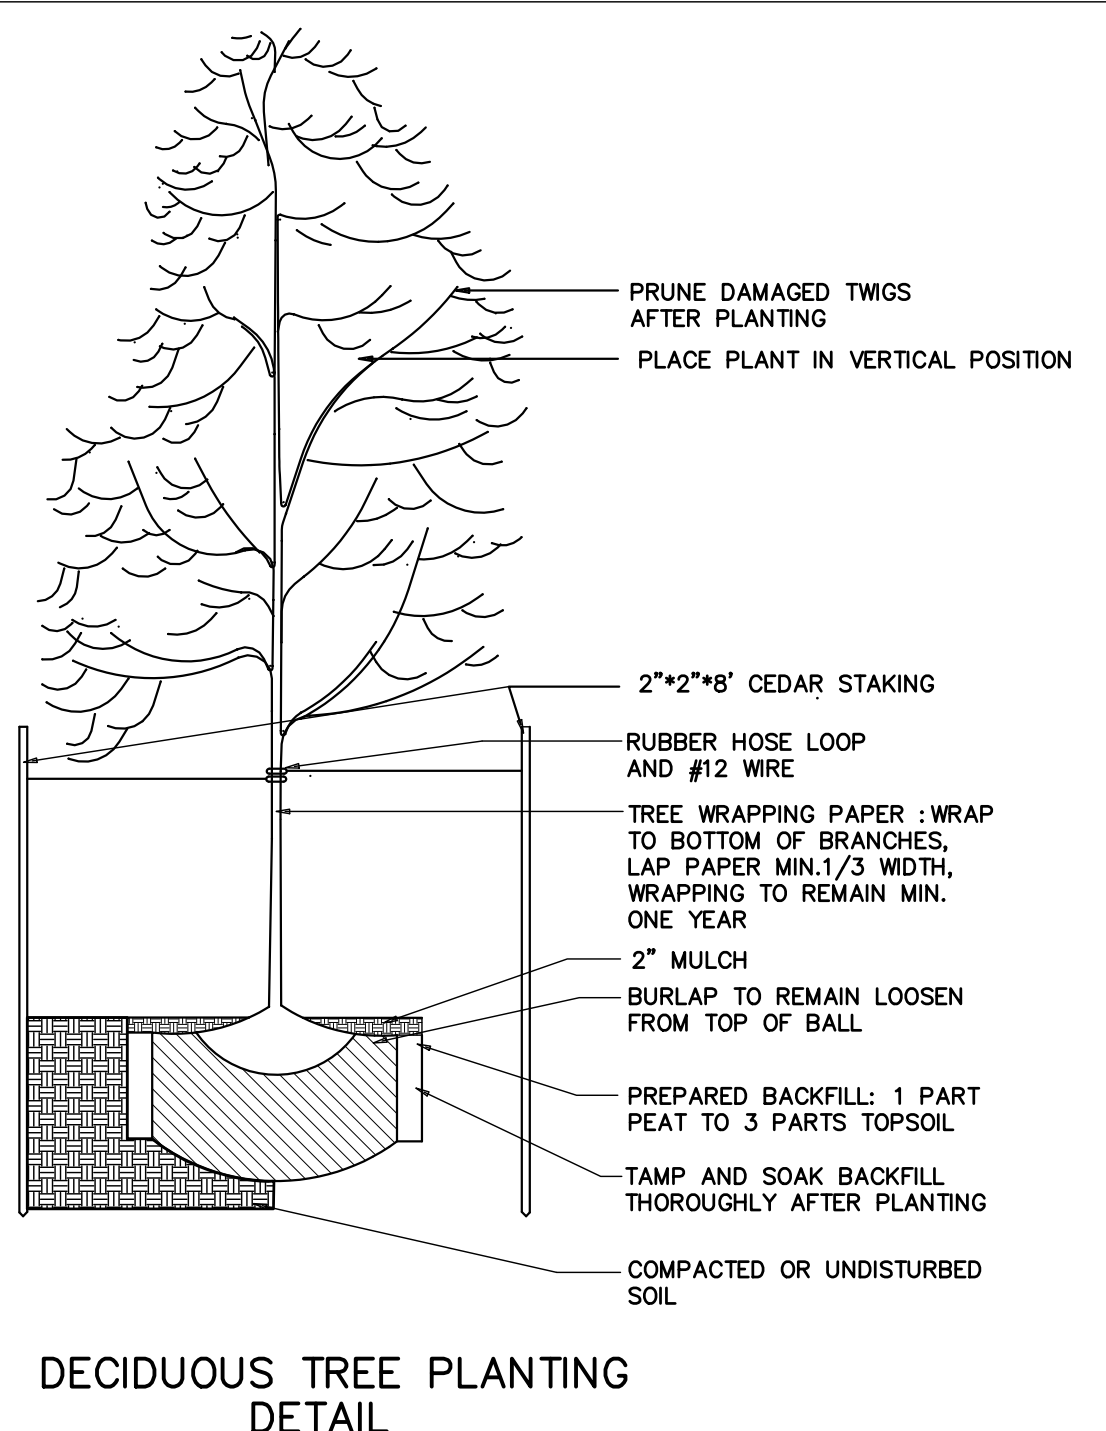 PRUNE DAMAGED TWIGS
AFTER PLANTING
PLACE PLANT IN VERTICAL POSITION
2"*2"*8' CEDAR STAKING
RUBBER HOSE LOOP
AND #12 WIRE
TREE WRAPPING PAPER : WRAP
TO BOTTOM OF BRANCHES,
LAP PAPER MIN.1/3 WIDTH,
WRAPPING TO REMAIN MIN.
ONE YEAR
2" MULCH
BURLAP TO REMAIN LOOSEN
FROM TOP OF BALL
PREPARED BACKFILL: 1 PART
PEAT TO 3 PARTS TOPSOIL
TAMP AND SOAK BACKFILL
THOROUGHLY AFTER PLANTING
COMPACTED OR UNDISTURBED
SOIL
DECIDUOUS TREE PLANTING
DETAIL